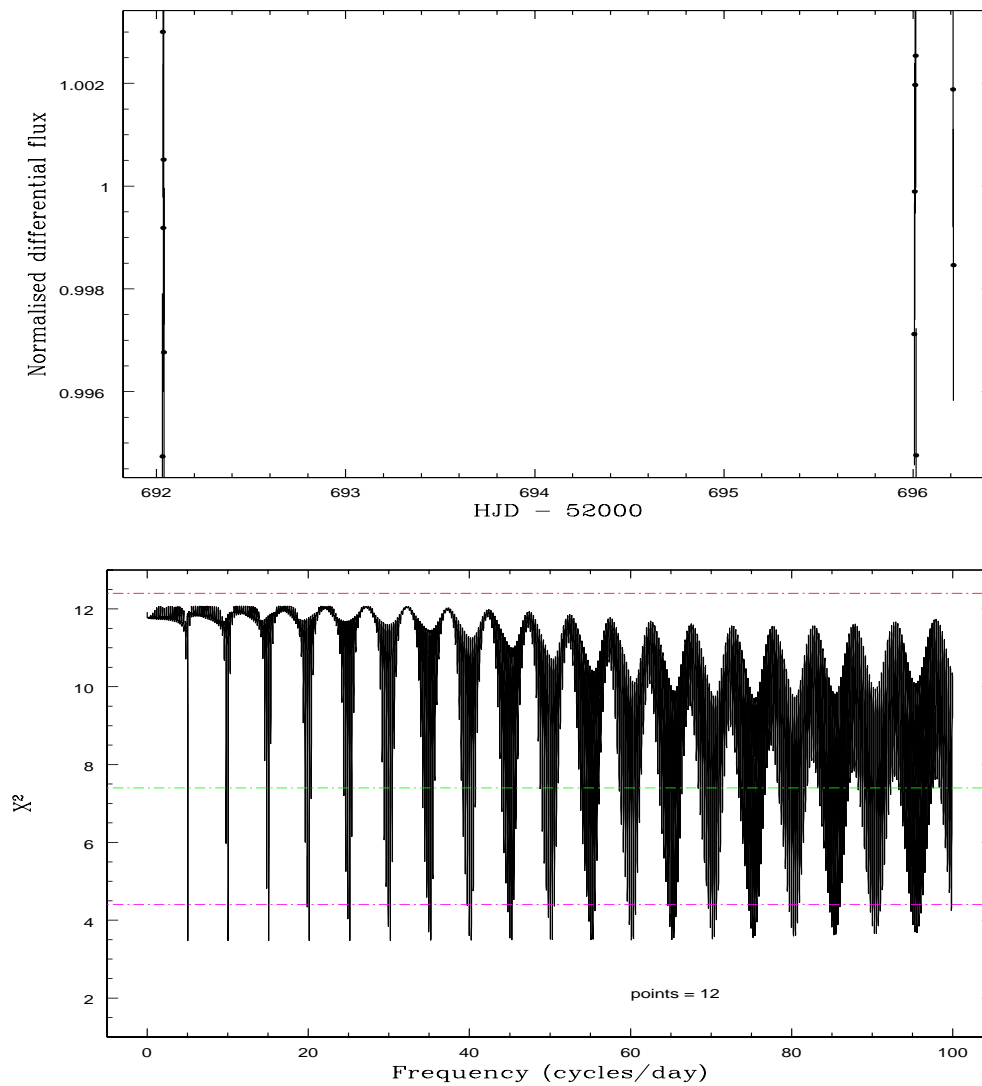 Normalised differential flux
1.002
1
0.998
0.996
692 693 694 695 696
HJD − 52000
X²
12
10
8
6
4
2
points = 12
0 20 40 60 80 100
Frequency (cycles/day)